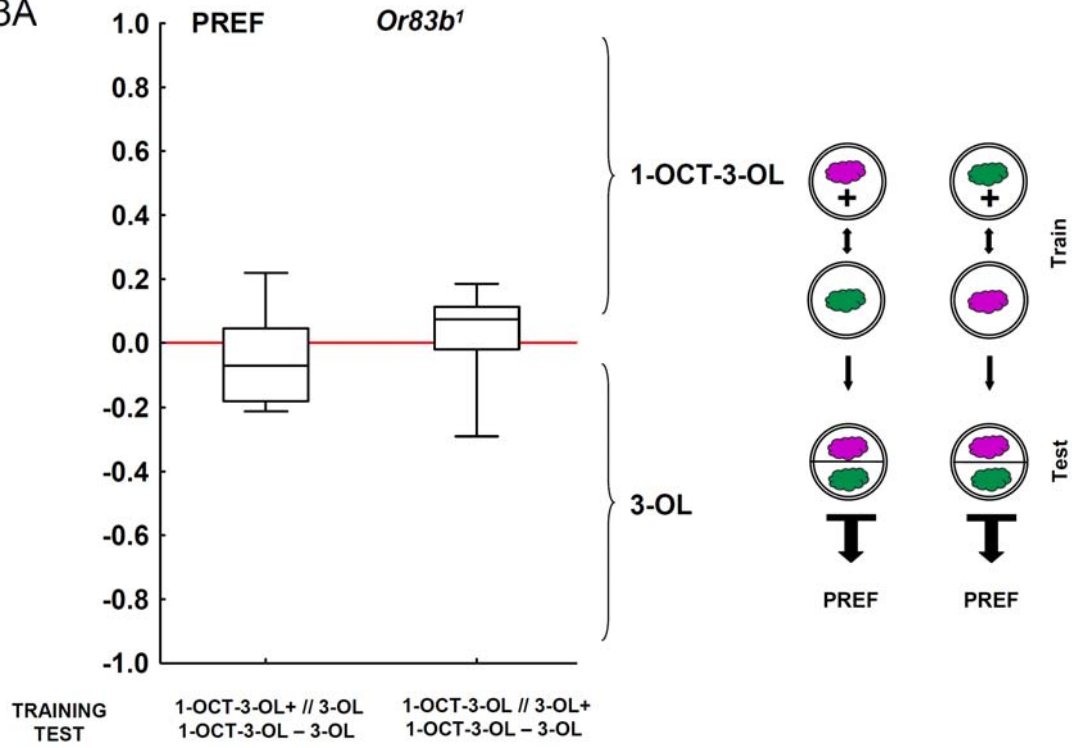 3A
PREF
Or83b¹
1.0
0.8
0.6
0.4
0.2
0.0
-0.2
-0.4
-0.6
-0.8
-1.0
1-OCT-3-OL
3-OL
+
+
Train
Test
PREF
PREF
TRAINING
TEST
1-OCT-3-OL+ // 3-OL
1-OCT-3-OL – 3-OL
1-OCT-3-OL // 3-OL+
1-OCT-3-OL – 3-OL